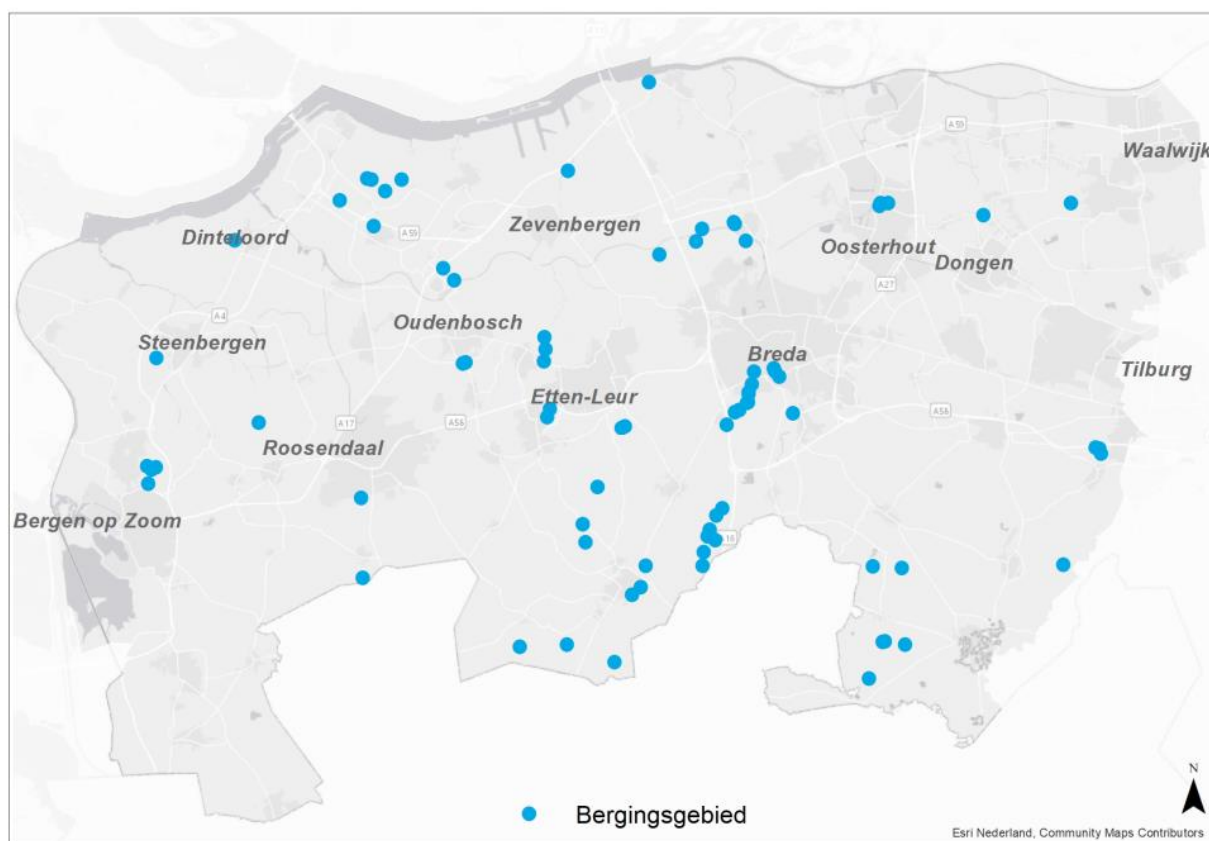 A59
Waalwijk
Zevenbergen
Dinteloord
A59
Oosterhout
Dongen
A27
A4
Oudenbosch
Steenbergen
Breda
Tilburg
Etten-Leur
A58
A17
A58
Roosendaal
Bergen op Zoom
A16
N
Bergingsgebied
Esri Nederland, Community Maps Contributors